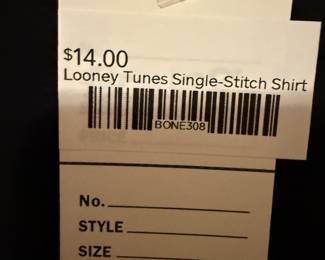 $14.00
Looney Tunes Single-Stitch Shirt
BONE308
No.
STYLE
SIZE